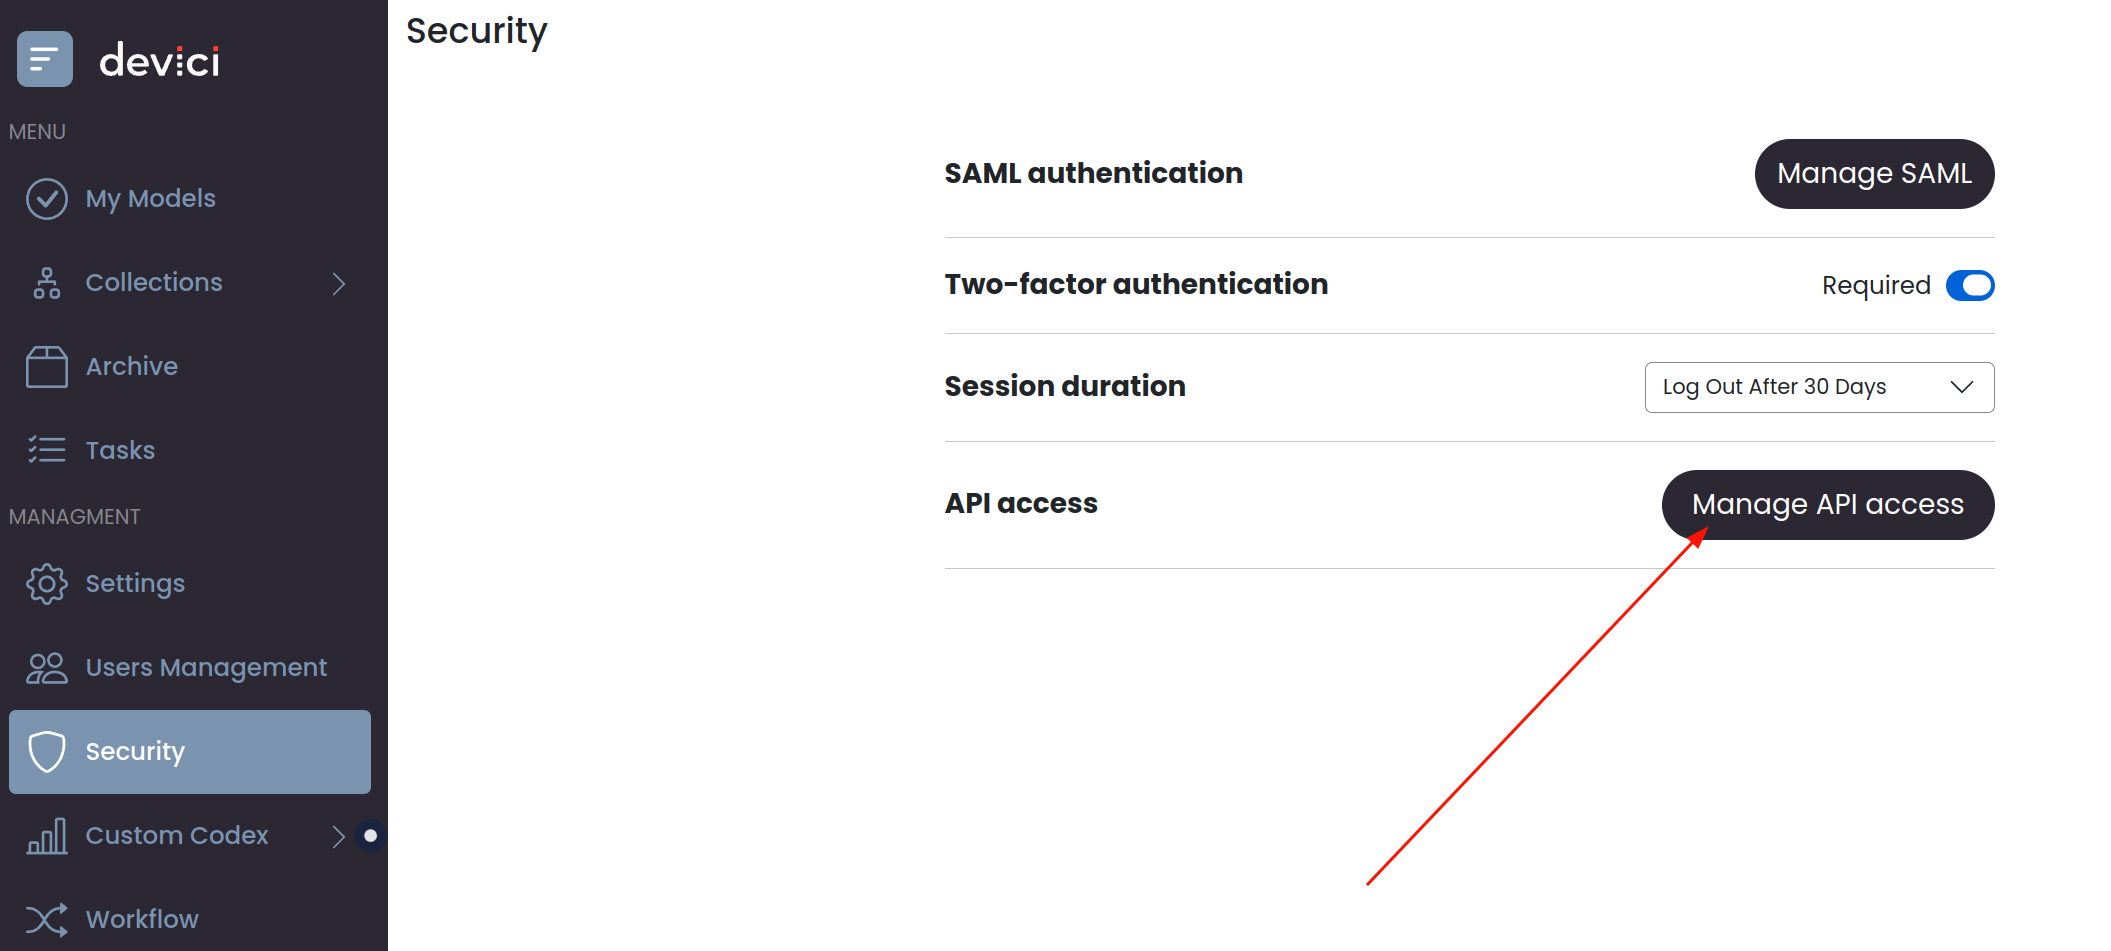 devici
MENU
My Models
Collections
Archive
Tasks
MANAGMENT
Settings
Users Management
Security
Custom Codex
Workflow
Security
SAML authentication
Manage SAML
Two-factor authentication
Required
Session duration
Log Out After 30 Days
API access
Manage API access